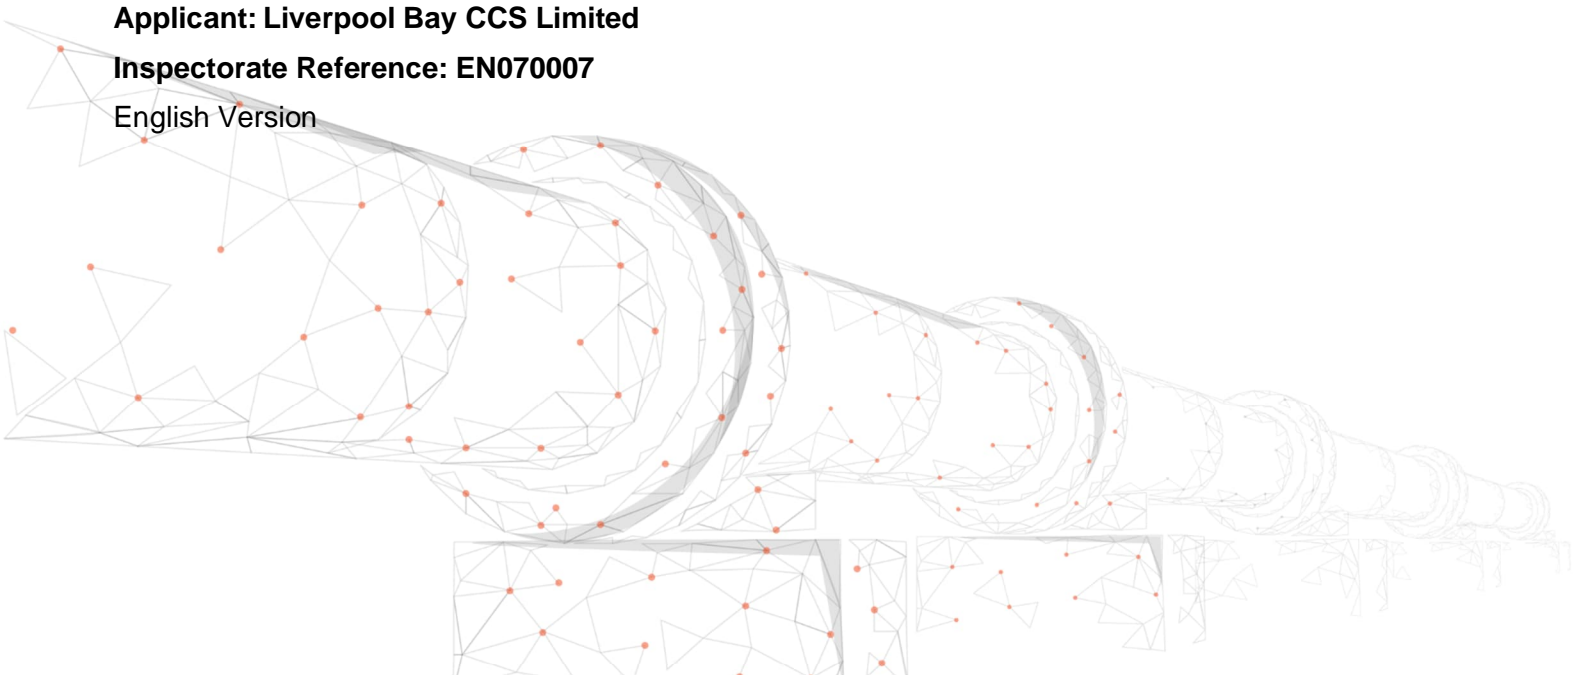 Applicant: Liverpool Bay CCS Limited
Inspectorate Reference: EN070007
English Version